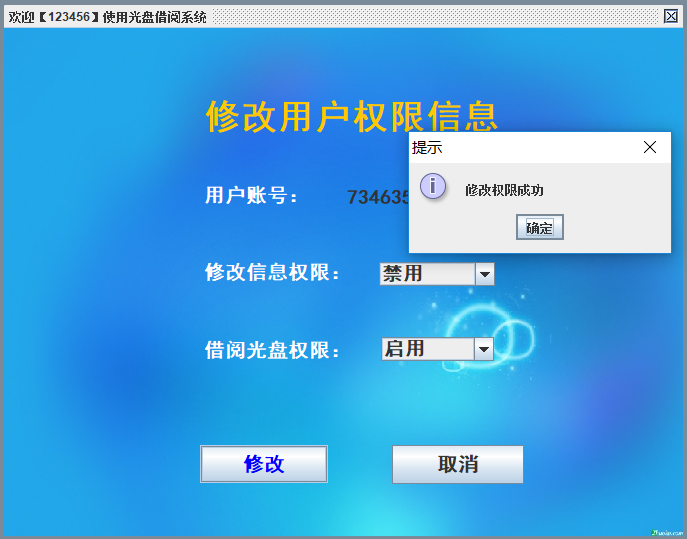 欢迎【123456】使用光盘借阅系统
修改用户权限信息
提示
修改权限成功
确定
用户账号：
734635
修改信息权限：
禁用
借阅光盘权限：
启用
修改
取消